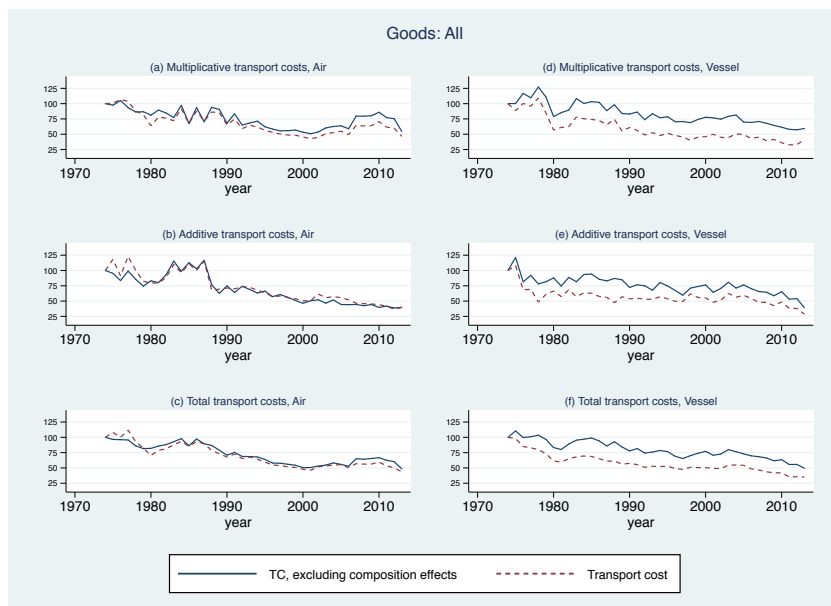 Goods: All
(a) Multiplicative transport costs, Air
125
100
75
50
25
1970 1980 1990 2000 2010
year
(d) Multiplicative transport costs, Vessel
125
100
75
50
25
1970 1980 1990 2000 2010
year
(b) Additive transport costs, Air
125
100
75
50
25
1970 1980 1990 2000 2010
year
(e) Additive transport costs, Vessel
125
100
75
50
25
1970 1980 1990 2000 2010
year
(c) Total transport costs, Air
125
100
75
50
25
1970 1980 1990 2000 2010
year
(f) Total transport costs, Vessel
125
100
75
50
25
1970 1980 1990 2000 2010
year
TC, excluding composition effects Transport cost